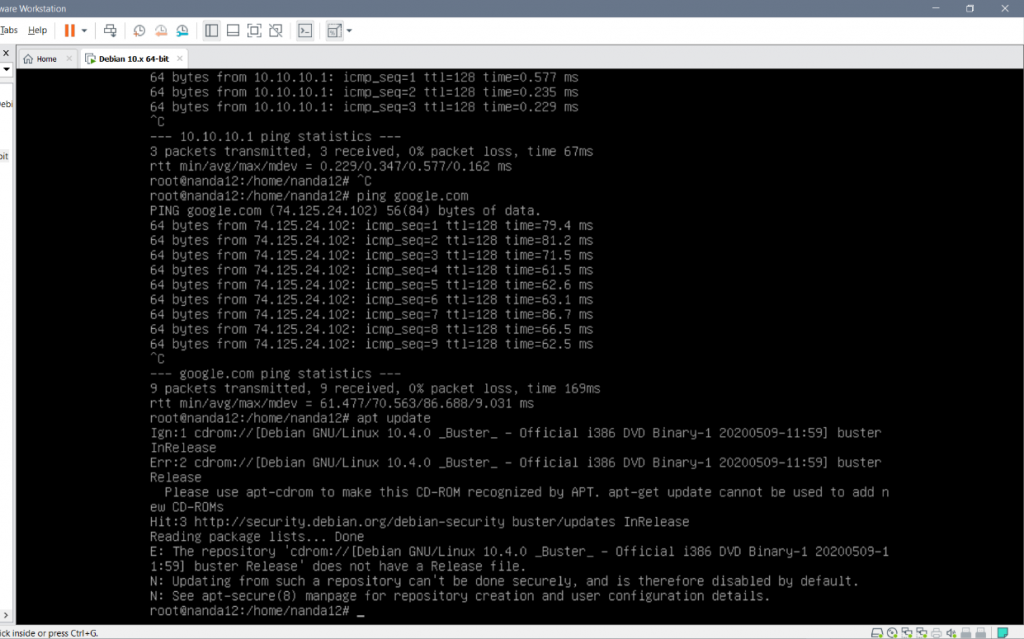 ware Workstation
Tabs Help
Home
Debian 10.x 64-bit
Debi
bit
64 bytes from 10.10.10.1: icmp_seq=1 ttl=128 time=0.577 ms
64 bytes from 10.10.10.1: icmp_seq=2 ttl=128 time=0.235 ms
64 bytes from 10.10.10.1: icmp_seq=3 ttl=128 time=0.229 ms
^C
--- 10.10.10.1 ping statistics ---
3 packets transmitted, 3 received, 0% packet loss, time 67ms
rtt min/avg/max/mdev = 0.229/0.347/0.577/0.162 ms
root@nanda12:/home/nanda12# ^C
root@nanda12:/home/nanda12# ping google.com
PING google.com (74.125.24.102) 56(84) bytes of data.
64 bytes from 74.125.24.102: icmp_seq=1 ttl=128 time=79.4 ms
64 bytes from 74.125.24.102: icmp_seq=2 ttl=128 time=81.2 ms
64 bytes from 74.125.24.102: icmp_seq=3 ttl=128 time=71.5 ms
64 bytes from 74.125.24.102: icmp_seq=4 ttl=128 time=61.5 ms
64 bytes from 74.125.24.102: icmp_seq=5 ttl=128 time=62.6 ms
64 bytes from 74.125.24.102: icmp_seq=6 ttl=128 time=63.1 ms
64 bytes from 74.125.24.102: icmp_seq=7 ttl=128 time=86.7 ms
64 bytes from 74.125.24.102: icmp_seq=8 ttl=128 time=66.5 ms
64 bytes from 74.125.24.102: icmp_seq=9 ttl=128 time=62.5 ms
^C
--- google.com ping statistics ---
9 packets transmitted, 9 received, 0% packet loss, time 169ms
rtt min/avg/max/mdev = 61.477/70.563/86.688/9.031 ms
root@nanda12:/home/nanda12# apt update
Ign:1 cdrom://[Debian GNU/Linux 10.4.0 _Buster_ - Official i386 DVD Binary-1 20200509-11:59] buster
InRelease
Err:2 cdrom://[Debian GNU/Linux 10.4.0 _Buster_ - Official i386 DVD Binary-1 20200509-11:59] buster
Release
Please use apt-cdrom to make this CD-ROM recognized by APT. apt-get update cannot be used to add n
ew CD-ROMs
Hit:3 http://security.debian.org/debian-security buster/updates InRelease
Reading package lists... Done
E: The repository 'cdrom://[Debian GNU/Linux 10.4.0 _Buster_ - Official i386 DVD Binary-1 20200509-1
1:59] buster Release' does not have a Release file.
N: Updating from such a repository can't be done securely, and is therefore disabled by default.
N: See apt-secure(8) manpage for repository creation and user configuration details.
root@nanda12:/home/nanda12# _
ick inside or press Ctrl+G.